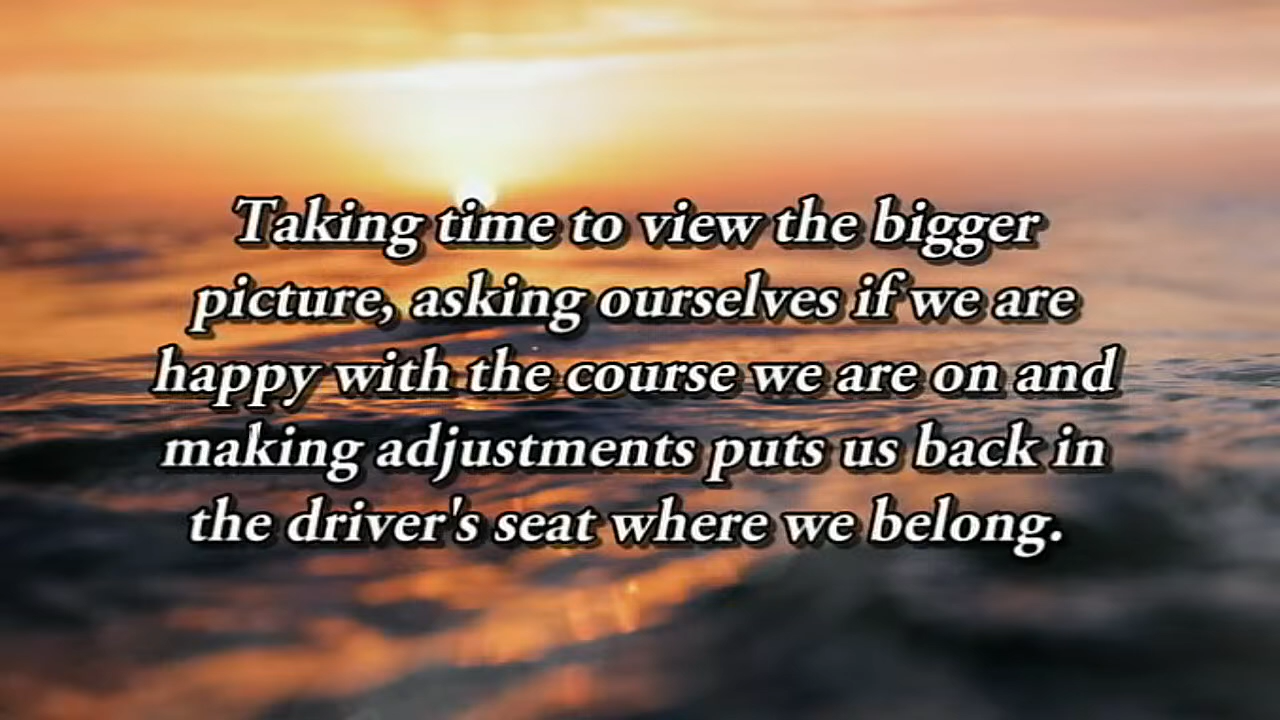 Taking time to view the bigger
picture, asking ourselves if we are
happy with the course we are on and
making adjustments puts us back in
the driver's seat where we belong.